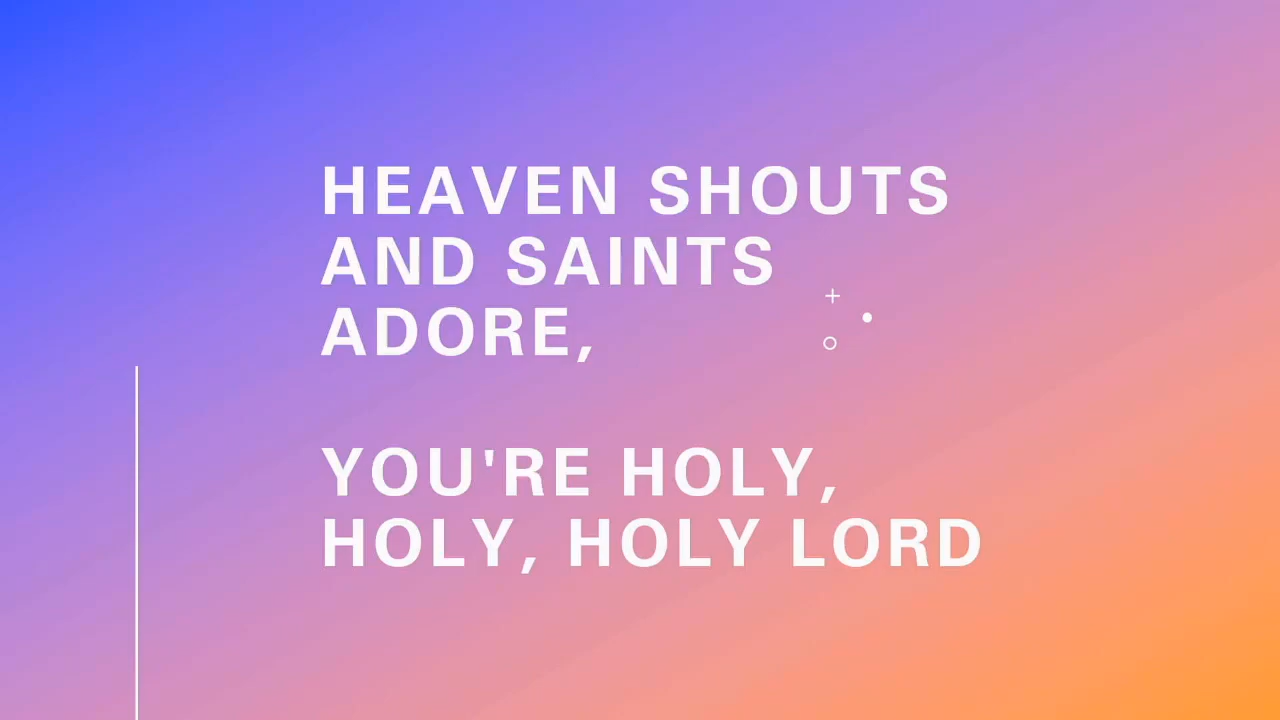 HEAVEN SHOUTS
AND SAINTS
ADORE,
YOU'RE HOLY,
HOLY, HOLY LORD